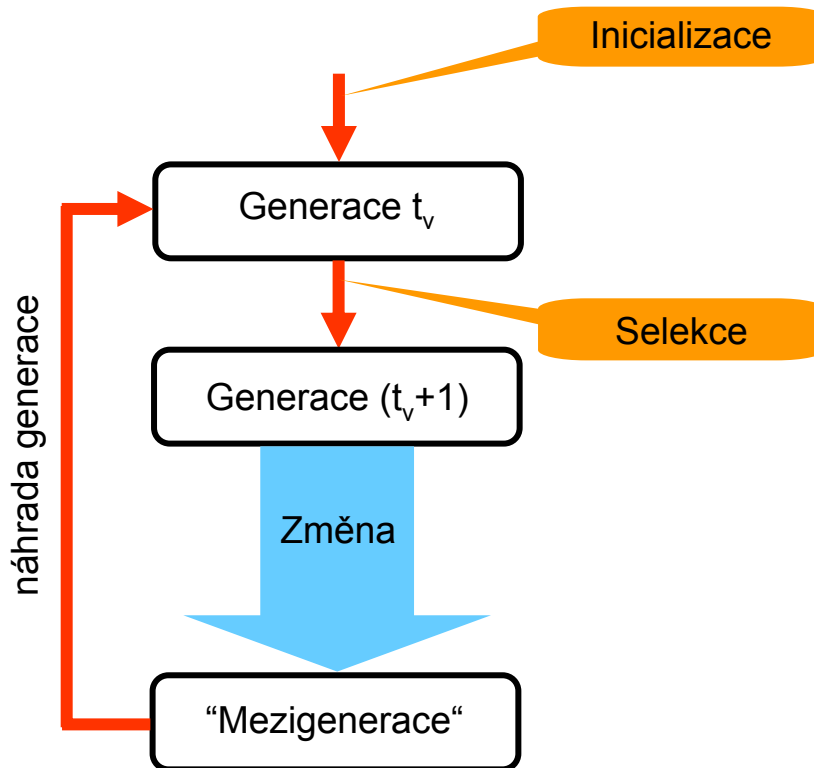 Inicializace
Generace tᵥ
Selekce
Generace (tᵥ+1)
náhrada generace
Změna
“Mezigenerace“